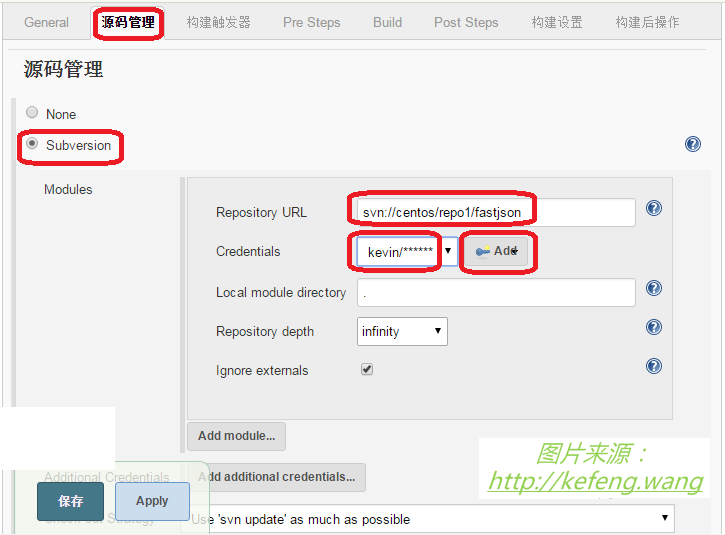 General 源码管理 构建触发器 Pre Steps Build Post Steps 构建设置 构建后操作
源码管理
None
Subversion
Modules
Repository URL svn://centos/repo1/fastjson
Credentials kevin/****** Add
Local module directory .
Repository depth infinity
Ignore externals
Add module...
图片来源：
http://kefeng.wang
Additional Credentials Add additional credentials...
保存 Apply
Check-out Strategy Use 'svn update' as much as possible